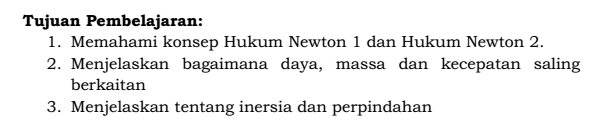 Tujuan Pembelajaran:
1. Memahami konsep Hukum Newton 1 dan Hukum Newton 2.
2. Menjelaskan bagaimana daya, massa dan kecepatan saling
berkaitan
3. Menjelaskan tentang inersia dan perpindahan